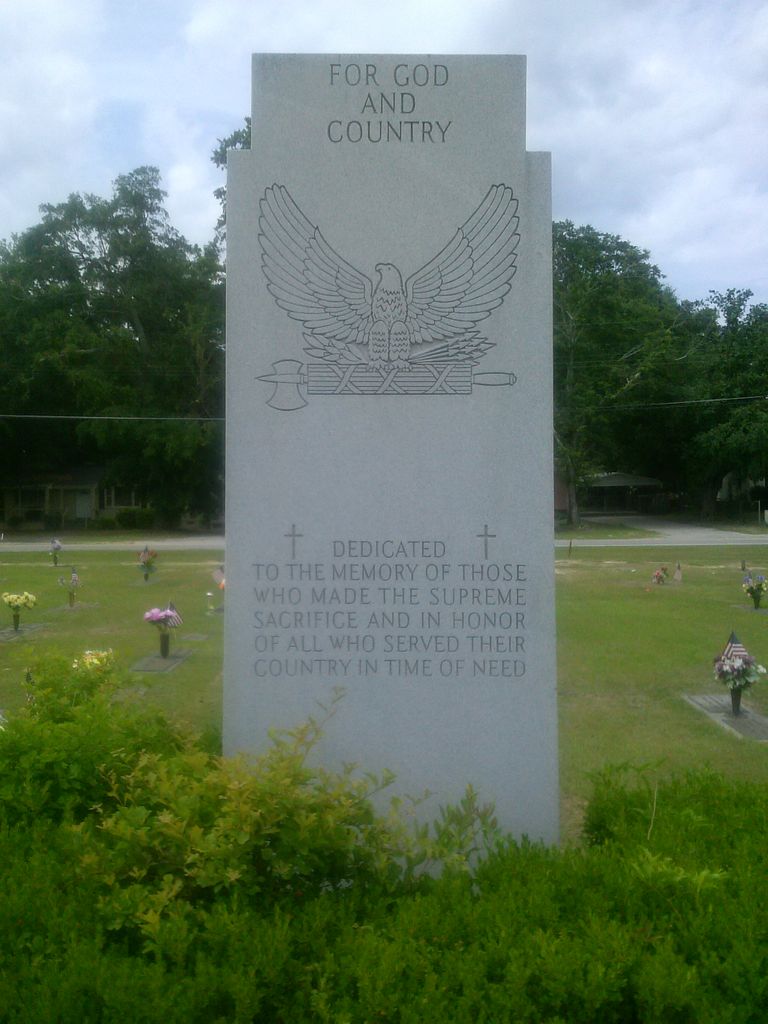 FOR GOD
AND
COUNTRY
DEDICATED
TO THE MEMORY OF THOSE
WHO MADE THE SUPREME
SACRIFICE AND IN HONOR
OF ALL WHO SERVED THEIR
COUNTRY IN TIME OF NEED